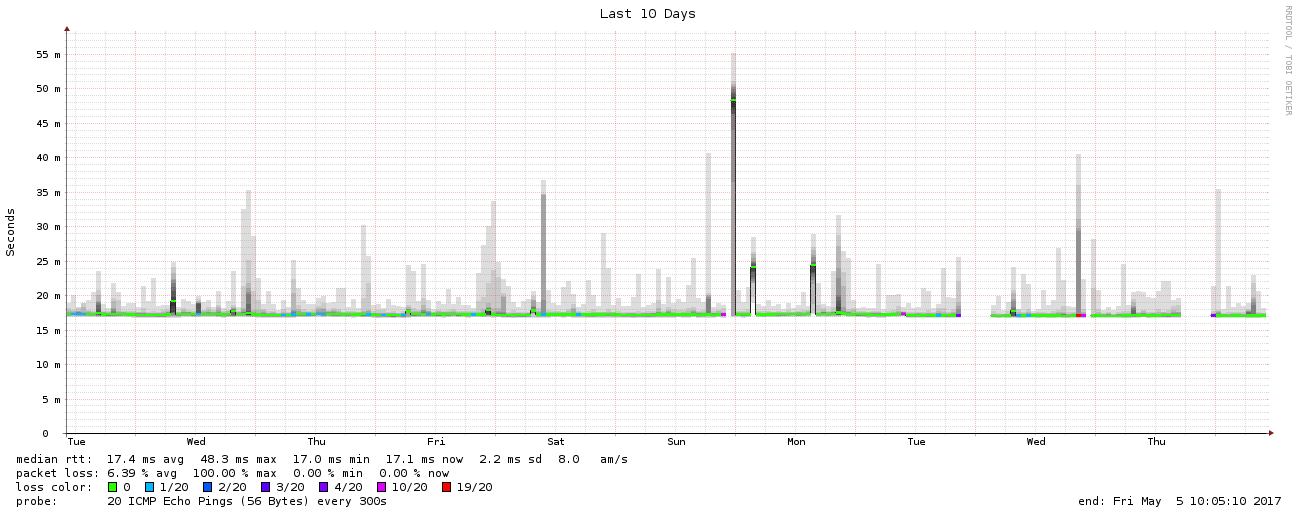 Last 10 Days
RRDTOOL / TOBI OETIKER
Seconds
55 m
50 m
45 m
40 m
35 m
30 m
25 m
20 m
15 m
10 m
5 m
0
Tue Wed Thu Fri Sat Sun Mon Tue Wed Thu
median rtt: 17.4 ms avg 48.3 ms max 17.0 ms min 17.1 ms now 2.2 ms sd 8.0 am/s
packet loss: 6.39 % avg 100.00 % max 0.00 % min 0.00 % now
loss color: 0 1/20 2/20 3/20 4/20 10/20 19/20
probe: 20 ICMP Echo Pings (56 Bytes) every 300s end: Fri May 5 10:05:10 2017